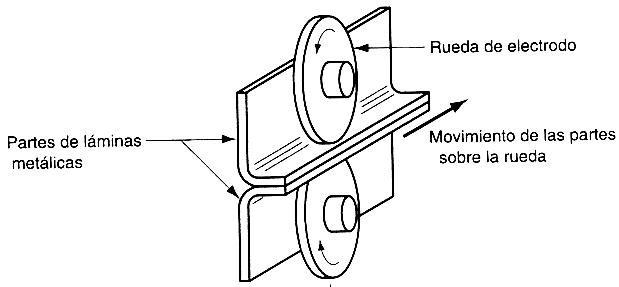 Rueda de electrodo
Partes de láminas
metálicas
Movimiento de las partes
sobre la rueda